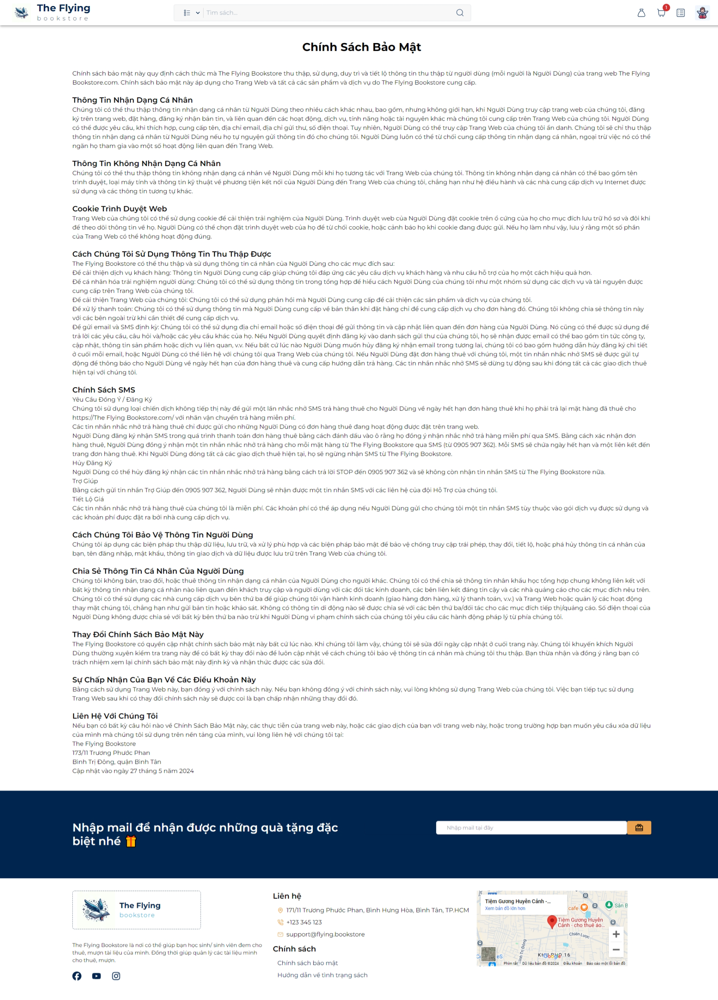 The Flying
bookstore
Tìm sách...
1
Chính Sách Bảo Mật
Chính sách bảo mật này quy định cách thức mà The Flying Bookstore thu thập, sử dụng, duy trì và tiết lộ thông tin thu thập từ người dùng (mỗi người là Người Dùng) của trang web The Flying
Bookstore.com. Chính sách bảo mật này áp dụng cho Trang Web và tất cả các sản phẩm và dịch vụ do The Flying Bookstore cung cấp.
Thông Tin Nhận Dạng Cá Nhân
Chúng tôi có thể thu thập thông tin nhận dạng cá nhân từ Người Dùng theo nhiều cách khác nhau, bao gồm, nhưng không giới hạn, khi Người Dùng truy cập trang web của chúng tôi, đăng
ký trên trang web, đặt hàng, đăng ký nhận bản tin, và liên quan đến các hoạt động, dịch vụ, tính năng hoặc tài nguyên khác mà chúng tôi cung cấp trên Trang Web của chúng tôi. Người Dùng
có thể được yêu cầu, khi thích hợp, cung cấp tên, địa chỉ email, địa chỉ gửi thư, số điện thoại. Tuy nhiên, Người Dùng có thể truy cập Trang Web của chúng tôi ẩn danh. Chúng tôi sẽ chỉ thu thập
thông tin nhận dạng cá nhân từ Người Dùng nếu họ tự nguyện gửi thông tin đó cho chúng tôi. Người Dùng luôn có thể từ chối cung cấp thông tin nhận dạng cá nhân, ngoại trừ việc nó có thể
ngăn họ tham gia vào một số hoạt động liên quan đến Trang Web.
Thông Tin Không Nhận Dạng Cá Nhân
Chúng tôi có thể thu thập thông tin không nhận dạng cá nhân về Người Dùng mỗi khi họ tương tác với Trang Web của chúng tôi. Thông tin không nhận dạng cá nhân có thể bao gồm tên
trình duyệt, loại máy tính và thông tin kỹ thuật về phương tiện kết nối của Người Dùng đến Trang Web của chúng tôi, chẳng hạn như hệ điều hành và các nhà cung cấp dịch vụ Internet được
sử dụng và các thông tin tương tự khác.
Cookie Trình Duyệt Web
Trang Web của chúng tôi có thể sử dụng cookie để cải thiện trải nghiệm của Người Dùng. Trình duyệt web của Người Dùng đặt cookie trên ổ cứng của họ cho mục đích lưu trữ hồ sơ và đôi khi
để theo dõi thông tin về họ. Người Dùng có thể chọn đặt trình duyệt web của họ để từ chối cookie, hoặc cảnh báo họ khi cookie đang được gửi. Nếu họ làm như vậy, lưu ý rằng một số phần
của Trang Web có thể không hoạt động đúng.
Cách Chúng Tôi Sử Dụng Thông Tin Thu Thập Được
The Flying Bookstore có thể thu thập và sử dụng thông tin cá nhân của Người Dùng cho các mục đích sau:
Để cải thiện dịch vụ khách hàng: Thông tin Người Dùng cung cấp giúp chúng tôi đáp ứng các yêu cầu dịch vụ khách hàng và nhu cầu hỗ trợ của họ một cách hiệu quả hơn.
Để cá nhân hóa trải nghiệm người dùng: Chúng tôi có thể sử dụng thông tin trong tổng hợp để hiểu cách Người Dùng của chúng tôi như một nhóm sử dụng các dịch vụ và tài nguyên được
cung cấp trên Trang Web của chúng tôi.
Để cải thiện Trang Web của chúng tôi: Chúng tôi có thể sử dụng phản hồi mà Người Dùng cung cấp để cải thiện các sản phẩm và dịch vụ của chúng tôi.
Để xử lý thanh toán: Chúng tôi có thể sử dụng thông tin mà Người Dùng cung cấp về bản thân khi đặt hàng chỉ để cung cấp dịch vụ cho đơn hàng đó. Chúng tôi không chia sẻ thông tin này
với các bên ngoài trừ khi cần thiết để cung cấp dịch vụ.
Để gửi email và SMS định kỳ: Chúng tôi có thể sử dụng địa chỉ email hoặc số điện thoại để gửi thông tin và cập nhật liên quan đến đơn hàng của Người Dùng. Nó cũng có thể được sử dụng để
trả lời các yêu cầu, câu hỏi và/hoặc các yêu cầu khác của họ. Nếu Người Dùng quyết định đăng ký vào danh sách gửi thư của chúng tôi, họ sẽ nhận được email có thể bao gồm tin tức công ty,
cập nhật, thông tin sản phẩm hoặc dịch vụ liên quan, v.v. Nếu bất cứ lúc nào Người Dùng muốn hủy đăng ký nhận email trong tương lai, chúng tôi có bao gồm hướng dẫn hủy đăng ký chi tiết
ở cuối mỗi email, hoặc Người Dùng có thể liên hệ với chúng tôi qua Trang Web của chúng tôi. Nếu Người Dùng đặt đơn hàng thuê với chúng tôi, một tin nhắn nhắc nhở SMS sẽ được gửi tự
động để thông báo cho Người Dùng về ngày hết hạn của đơn hàng thuê và cung cấp hướng dẫn trả hàng. Các tin nhắn nhắc nhở SMS sẽ dừng tự động sau khi đóng tất cả các giao dịch thuê
hiện tại với chúng tôi.
Chính Sách SMS
Yêu Cầu Đồng Ý / Đăng Ký
Chúng tôi sử dụng loại chiến dịch không tiếp thị này để gửi một lần nhắc nhở SMS trả hàng thuê cho Người Dùng về ngày hết hạn đơn hàng thuê khi họ phải trả lại mặt hàng đã thuê cho
https://The Flying Bookstore.com/ với nhãn vận chuyển trả hàng miễn phí.
Các tin nhắn nhắc nhở trả hàng thuê chỉ được gửi cho những Người Dùng có đơn hàng thuê đang hoạt động được đặt trên trang web.
Người Dùng đăng ký nhận SMS trong quá trình thanh toán đơn hàng thuê bằng cách đánh dấu vào ô rằng họ đồng ý nhận nhắc nhở trả hàng miễn phí qua SMS. Bằng cách xác nhận đơn
hàng thuê, Người Dùng đồng ý nhận một tin nhắn nhắc nhở trả hàng cho mỗi mặt hàng từ The Flying Bookstore qua SMS (từ 0905 907 362). Mỗi SMS sẽ chứa ngày hết hạn và một liên kết đến
trang đơn hàng thuê. Khi Người Dùng đóng tất cả các giao dịch thuê hiện tại, họ sẽ ngừng nhận SMS từ The Flying Bookstore.
Hủy Đăng Ký
Người Dùng có thể hủy đăng ký nhận các tin nhắn nhắc nhở trả hàng bằng cách trả lời STOP đến 0905 907 362 và sẽ không còn nhận tin nhắn SMS từ The Flying Bookstore nữa.
Trợ Giúp
Bằng cách gửi tin nhắn Trợ Giúp đến 0905 907 362, Người Dùng sẽ nhận được một tin nhắn SMS với các liên hệ của đội Hỗ Trợ của chúng tôi.
Tiết Lộ Giá
Các tin nhắn nhắc nhở trả hàng thuê của chúng tôi là miễn phí. Các khoản phí có thể áp dụng nếu Người Dùng gửi cho chúng tôi một tin nhắn SMS tùy thuộc vào gói dịch vụ được sử dụng và
các khoản phí được đặt ra bởi nhà cung cấp dịch vụ.
Cách Chúng Tôi Bảo Vệ Thông Tin Người Dùng
Chúng tôi áp dụng các biện pháp thu thập dữ liệu, lưu trữ, và xử lý phù hợp và các biện pháp bảo mật để bảo vệ chống truy cập trái phép, thay đổi, tiết lộ, hoặc phá hủy thông tin cá nhân của
bạn, tên đăng nhập, mật khẩu, thông tin giao dịch và dữ liệu được lưu trữ trên Trang Web của chúng tôi.
Chia Sẻ Thông Tin Cá Nhân Của Người Dùng
Chúng tôi không bán, trao đổi, hoặc thuê thông tin nhận dạng cá nhân của Người Dùng cho người khác. Chúng tôi có thể chia sẻ thông tin nhân khẩu học tổng hợp chung không liên kết với
bất kỳ thông tin nhận dạng cá nhân nào liên quan đến khách truy cập và người dùng với các đối tác kinh doanh, các bên liên kết đáng tin cậy và các nhà quảng cáo cho các mục đích nêu trên.
Chúng tôi có thể sử dụng các nhà cung cấp dịch vụ bên thứ ba để giúp chúng tôi vận hành kinh doanh (giao hàng đơn hàng, xử lý thanh toán, v.v.) và Trang Web hoặc quản lý các hoạt động
thay mặt chúng tôi, chẳng hạn như gửi bản tin hoặc khảo sát. Không có thông tin di động nào sẽ được chia sẻ với các bên thứ ba/đối tác cho các mục đích tiếp thị/quảng cáo. Số điện thoại của
Người Dùng không được chia sẻ với bất kỳ bên thứ ba nào trừ khi Người Dùng vi phạm chính sách của chúng tôi yêu cầu các hành động pháp lý từ phía chúng tôi.
Thay Đổi Chính Sách Bảo Mật Này
The Flying Bookstore có quyền cập nhật chính sách bảo mật này bất cứ lúc nào. Khi chúng tôi làm vậy, chúng tôi sẽ sửa đổi ngày cập nhật ở cuối trang này. Chúng tôi khuyến khích Người
Dùng thường xuyên kiểm tra trang này để có bất kỳ thay đổi nào để luôn cập nhật về cách chúng tôi bảo vệ thông tin cá nhân mà chúng tôi thu thập. Bạn thừa nhận và đồng ý rằng bạn có
trách nhiệm xem lại chính sách bảo mật này định kỳ và nhận thức được các sửa đổi.
Sự Chấp Nhận Của Bạn Về Các Điều Khoản Này
Bằng cách sử dụng Trang Web này, bạn đồng ý với chính sách này. Nếu bạn không đồng ý với chính sách này, vui lòng không sử dụng Trang Web của chúng tôi. Việc bạn tiếp tục sử dụng
Trang Web sau khi có thay đổi chính sách này sẽ được coi là bạn chấp nhận những thay đổi đó.
Liên Hệ Với Chúng Tôi
Nếu bạn có bất kỳ câu hỏi nào về Chính Sách Bảo Mật này, các thực tiễn của trang web này, hoặc các giao dịch của bạn với trang web này, hoặc trong trường hợp bạn muốn yêu cầu xóa dữ liệu
của mình mà chúng tôi sử dụng trên nền tảng của mình, vui lòng liên hệ với chúng tôi tại:
The Flying Bookstore
173/11 Trương Phước Phan
Bình Trị Đông, quận Bình Tân
Cập nhật vào ngày 27 tháng 5 năm 2024
Nhập mail để nhận được những quà tặng đặc
biệt nhé
Nhập mail tại đây
The Flying
bookstore
The Flying Bookstore là nơi có thể giúp bạn học sinh/ sinh viên đem cho
thuê, mượn tài liệu của mình. Đồng thời giúp quản lý các tài liệu mình
cho thuê, mượn.
Liên hệ
171/11 Trương Phước Phan, Bình Hưng Hòa, Bình Tân, TP.HCM
+123 345 123
support@flying.bookstore
Chính sách
Chính sách bảo mật
Hướng dẫn về tình trạng sách
Tiệm Gương Huyễn Cảnh -...
Xem bản đồ lớn hơn
cafe
Sân B
Tiệm Gương Huyễn
Cảnh - cho thuê áo...
Chiến Lược
KHU PHO 16
Google
Phím tắt
Dữ liệu bản đồ ©2024
Điều khoản
Báo cáo một lỗi bản đồ